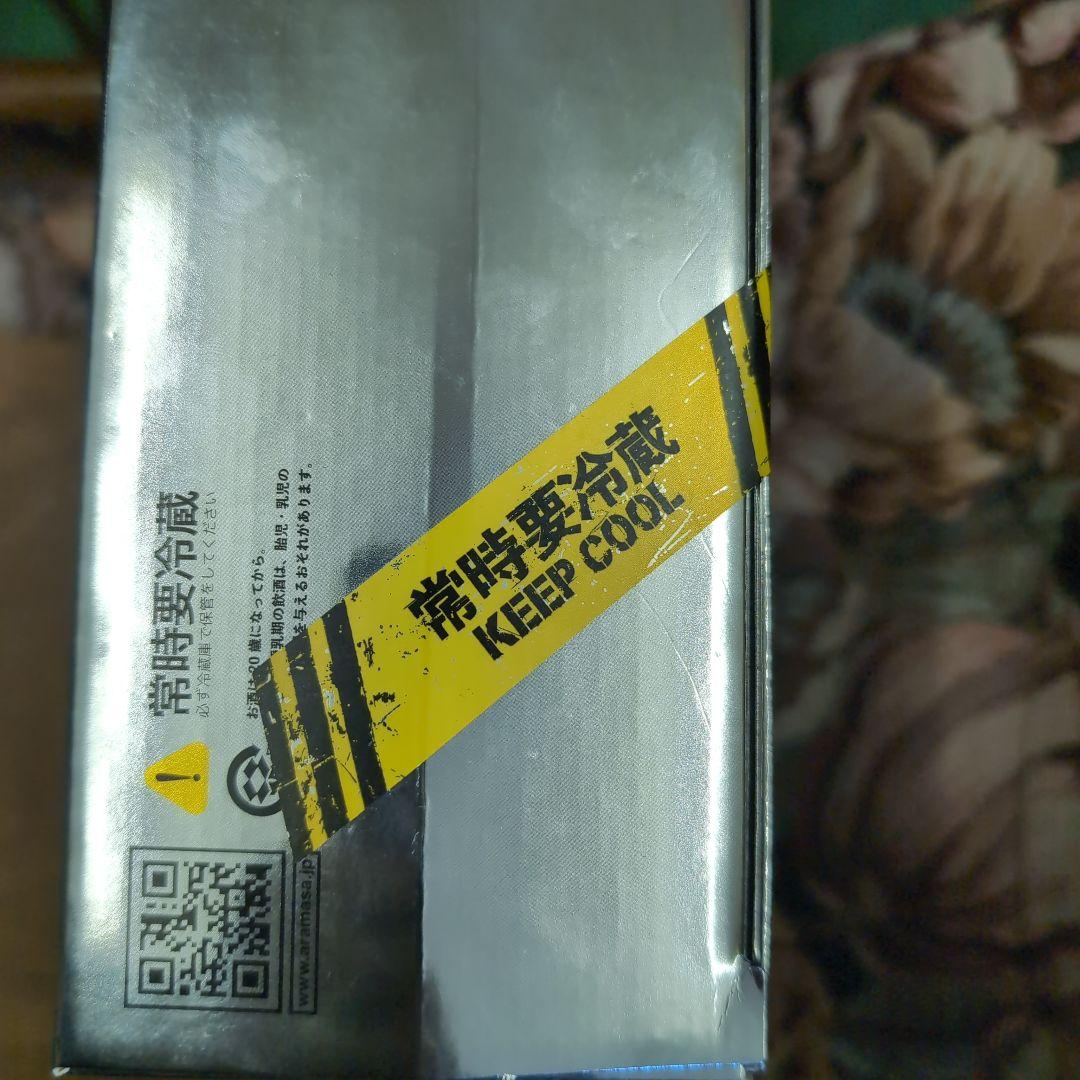 常時要冷蔵
必ず冷蔵庫で保管をしてください
お酒は20歳になってから。
乳期の飲酒は、胎児・乳児の
を与えるおそれがあります。
www.aramasa.jp
常時要冷蔵
KEEP COOL